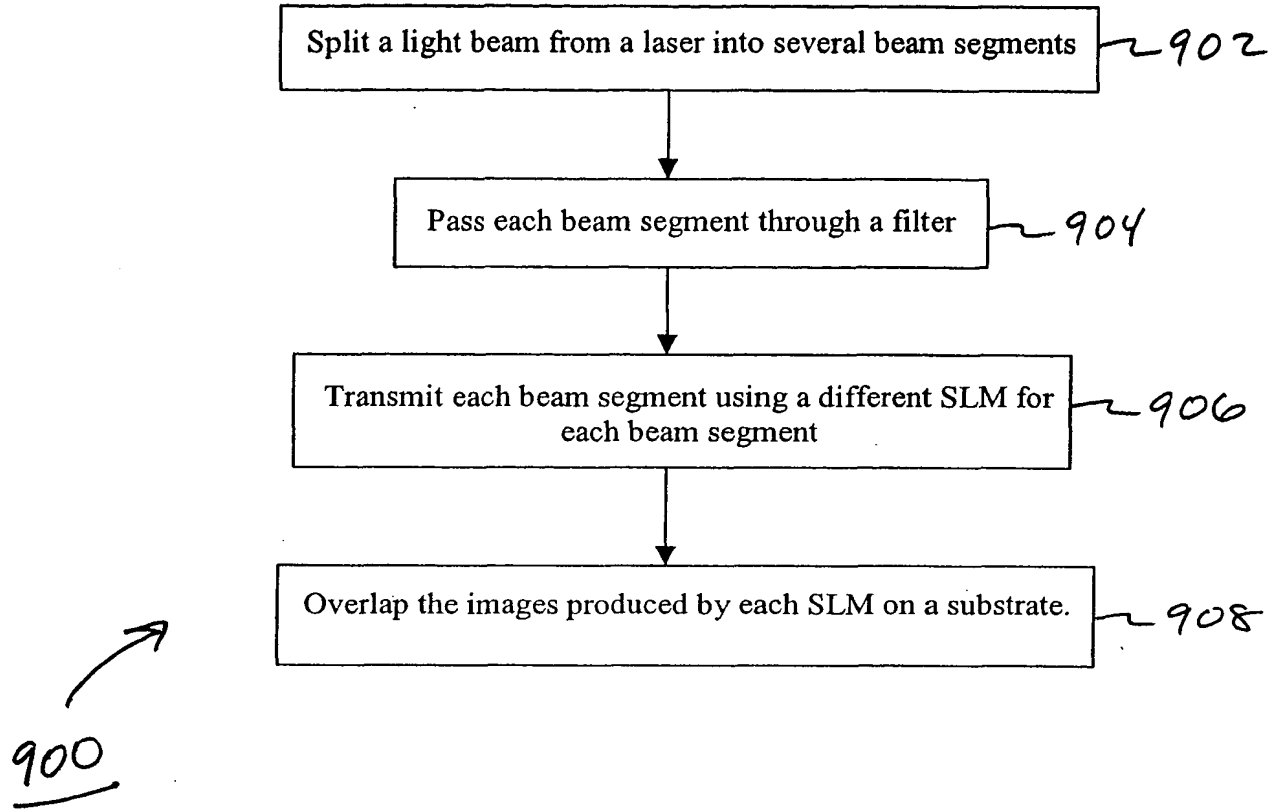 Split a light beam from a laser into several beam segments
902
Pass each beam segment through a filter
904
Transmit each beam segment using a different SLM for
each beam segment
906
Overlap the images produced by each SLM on a substrate.
908
900